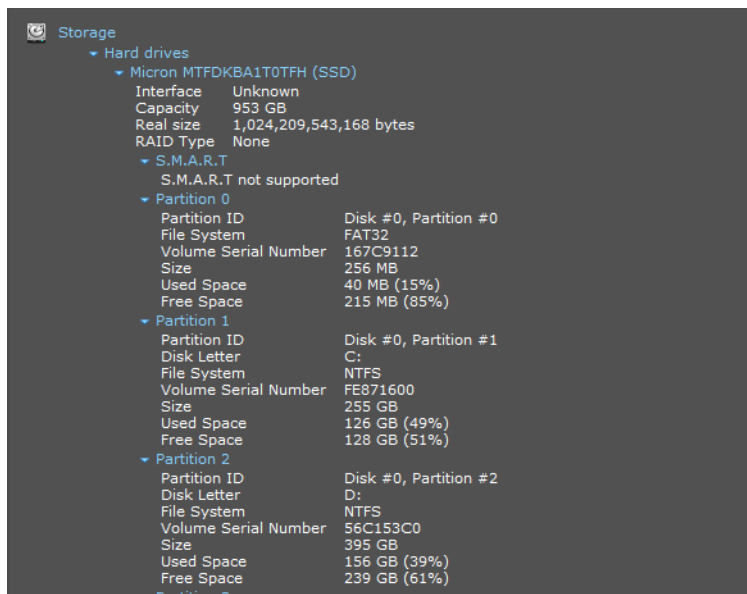 Storage
Hard drives
Micron MTFDKBA1T0TFH (SSD)
Interface Unknown
Capacity 953 GB
Real size 1,024,209,543,168 bytes
RAID Type None
S.M.A.R.T
S.M.A.R.T not supported
Partition 0
Partition ID Disk #0, Partition #0
File System FAT32
Volume Serial Number 167C9112
Size 256 MB
Used Space 40 MB (15%)
Free Space 215 MB (85%)
Partition 1
Partition ID Disk #0, Partition #1
Disk Letter C:
File System NTFS
Volume Serial Number FE871600
Size 255 GB
Used Space 126 GB (49%)
Free Space 128 GB (51%)
Partition 2
Partition ID Disk #0, Partition #2
Disk Letter D:
File System NTFS
Volume Serial Number 56C153C0
Size 395 GB
Used Space 156 GB (39%)
Free Space 239 GB (61%)